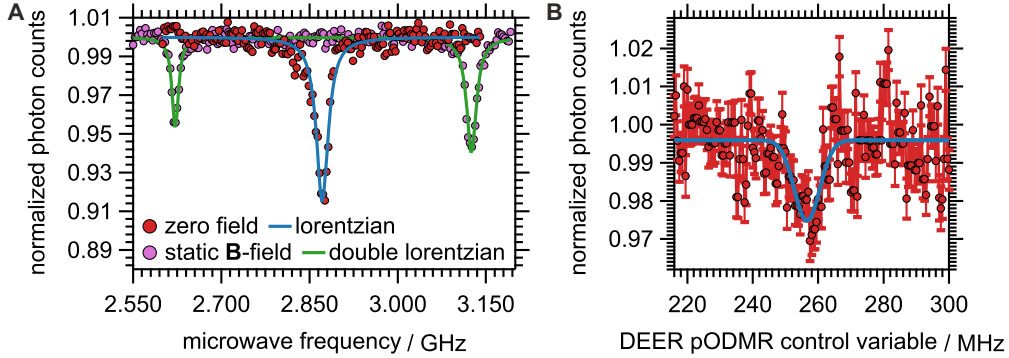 A
normalized photon counts
1.01
0.99
0.97
0.95
0.93
0.91
0.89
zero field
lorentzian
static B-field
double lorentzian
2.550
2.700
2.850
3.000
3.150
microwave frequency / GHz
B
normalized photon counts
1.02
1.01
1.00
0.99
0.98
0.97
220
240
260
280
300
DEER pODMR control variable / MHz